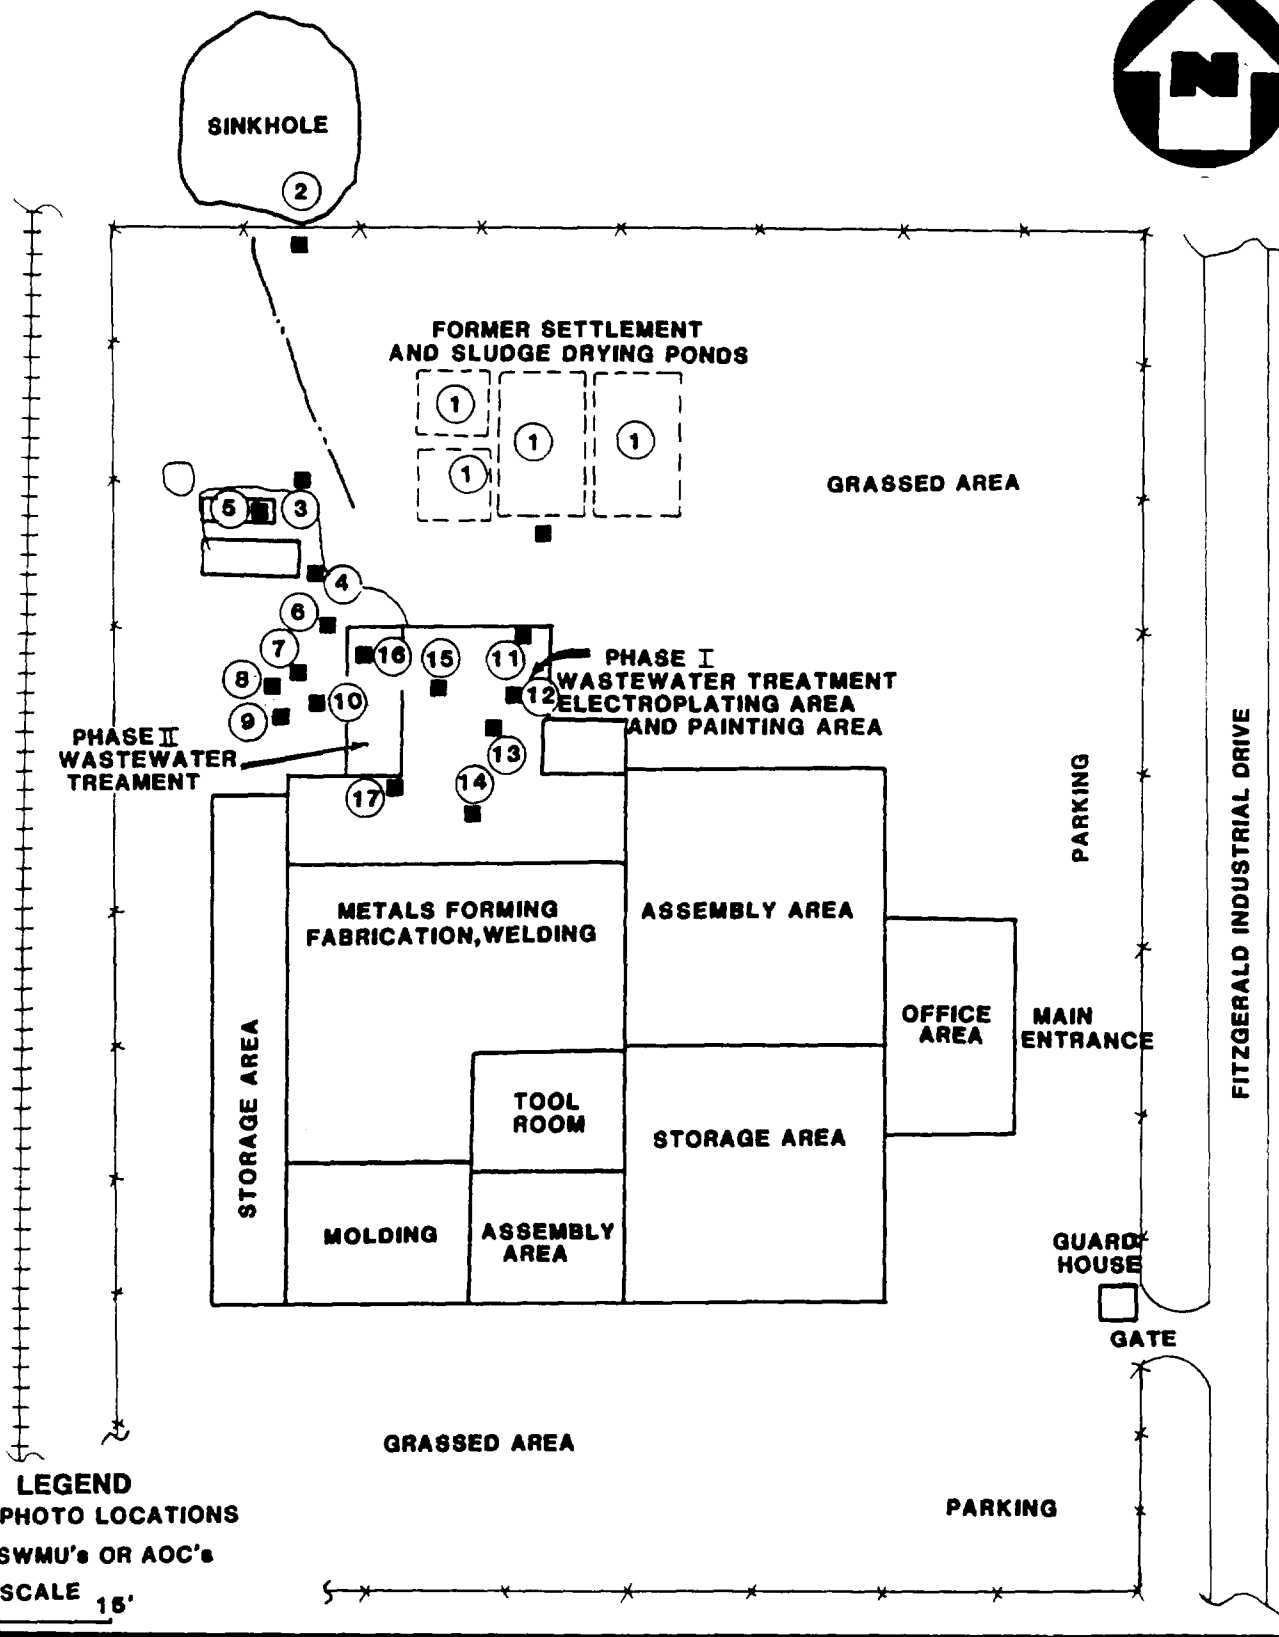 N
SINKHOLE
2
FORMER SETTLEMENT
AND SLUDGE DRYING PONDS
1
1
1
1
GRASSED AREA
5
3
4
6
7
8
9
10
16
15
11
12
13
14
17
PHASE I
WASTEWATER TREATMENT
ELECTROPLATING AREA
AND PAINTING AREA
PHASE II
WASTEWATER
TREAMENT
PARKING
FITZGERALD INDUSTRIAL DRIVE
METALS FORMING
FABRICATION, WELDING
ASSEMBLY AREA
OFFICE
AREA
MAIN
ENTRANCE
STORAGE AREA
TOOL
ROOM
STORAGE AREA
MOLDING
ASSEMBLY
AREA
GUARD
HOUSE
GATE
GRASSED AREA
PARKING
LEGEND
PHOTO LOCATIONS
SWMU's OR AOC's
SCALE 15'